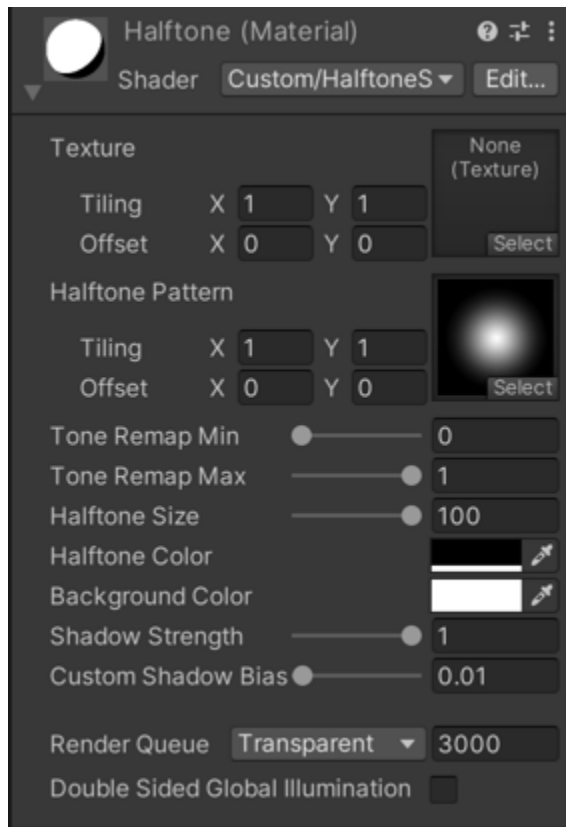 Halftone (Material)
Shader Custom/HalftoneS Edit...
Texture
None
(Texture)
Tiling X 1 Y 1
Offset X 0 Y 0
Select
Halftone Pattern
Tiling X 1 Y 1
Offset X 0 Y 0
Select
Tone Remap Min 0
Tone Remap Max 1
Halftone Size 100
Halftone Color
Background Color
Shadow Strength 1
Custom Shadow Bias 0.01
Render Queue Transparent 3000
Double Sided Global Illumination